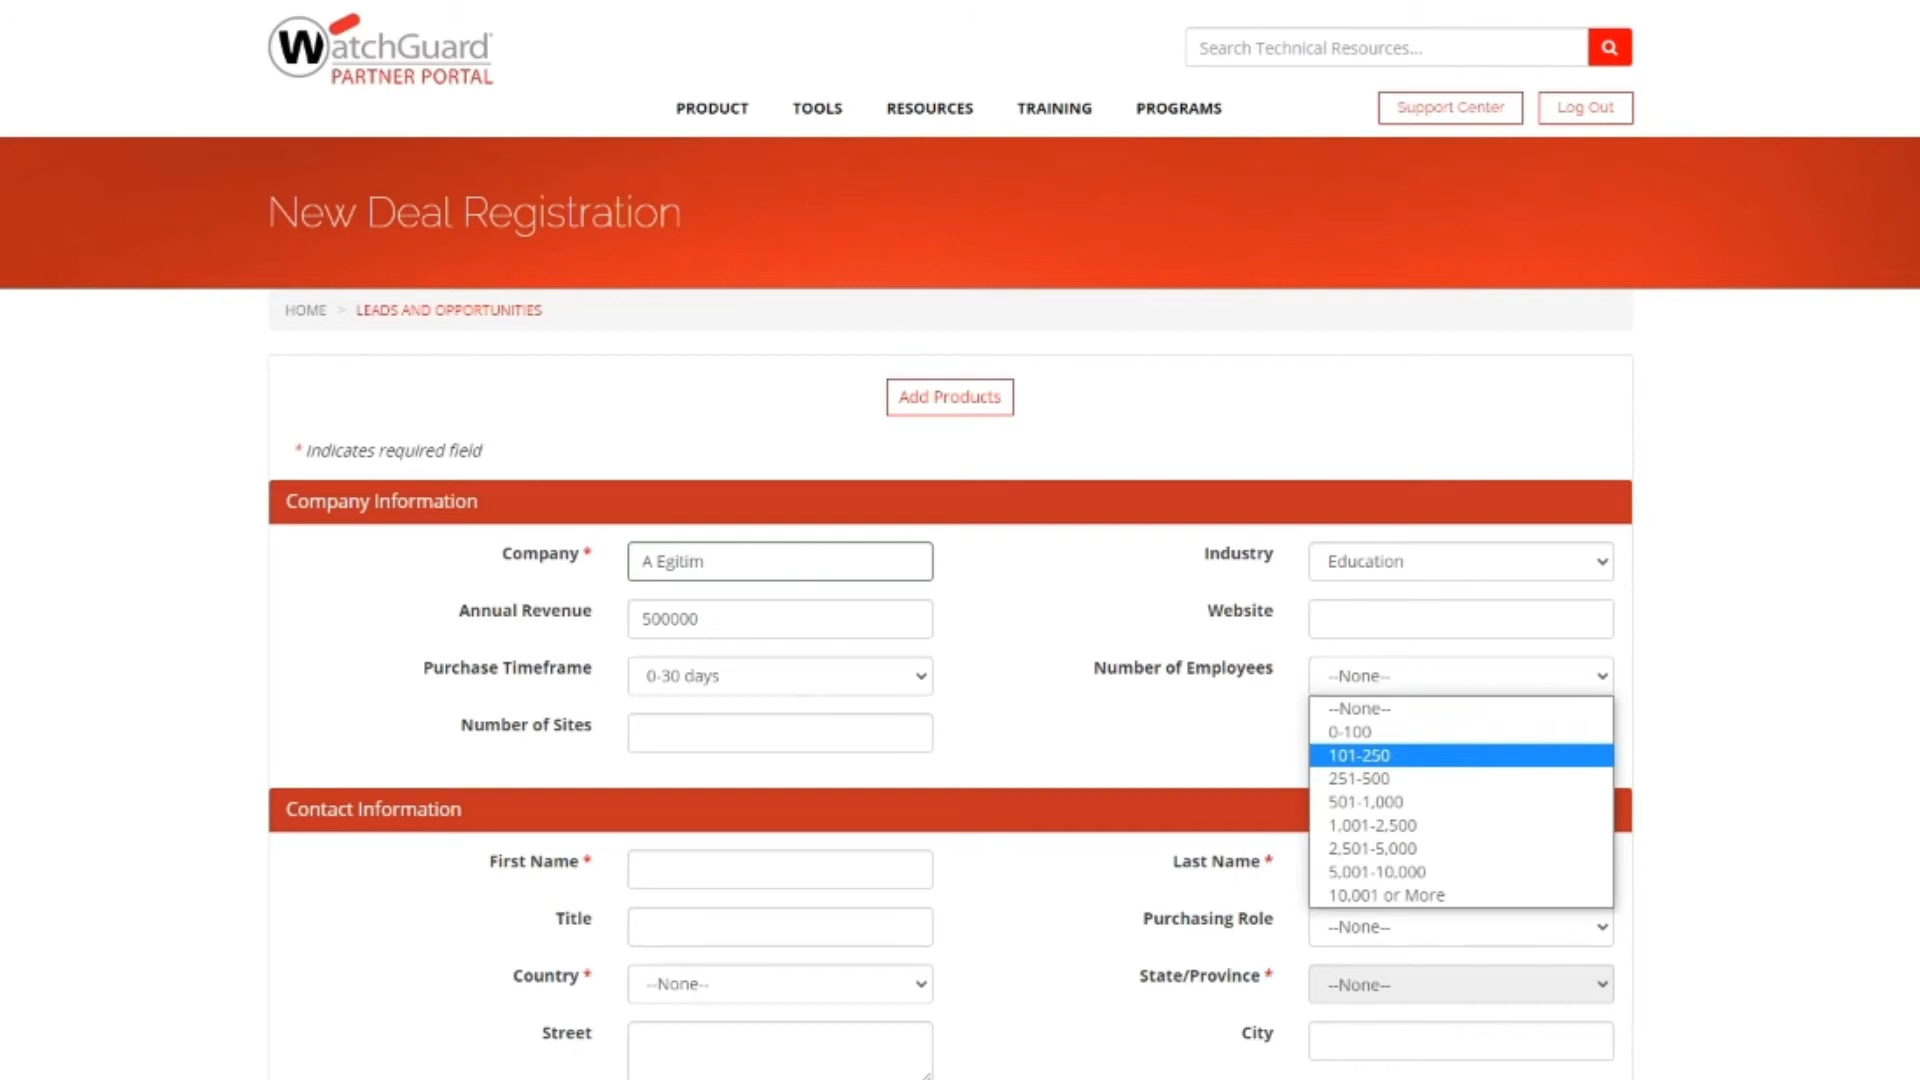 WatchGuard
PARTNER PORTAL
Search Technical Resources...
PRODUCT TOOLS RESOURCES TRAINING PROGRAMS Support Center Log Out
New Deal Registration
HOME > LEADS AND OPPORTUNITIES
Add Products
* Indicates required field
Company Information
Company * A Egitim Industry Education
Annual Revenue 500000 Website
Purchase Timeframe 0-30 days Number of Employees --None--
--None--
0-100
101-250
251-500
501-1,000
1,001-2,500
2,501-5,000
5,001-10,000
10,001 or More
Number of Sites
Contact Information
First Name * Last Name *
Title Purchasing Role --None--
Country * --None-- State/Province * --None--
Street City